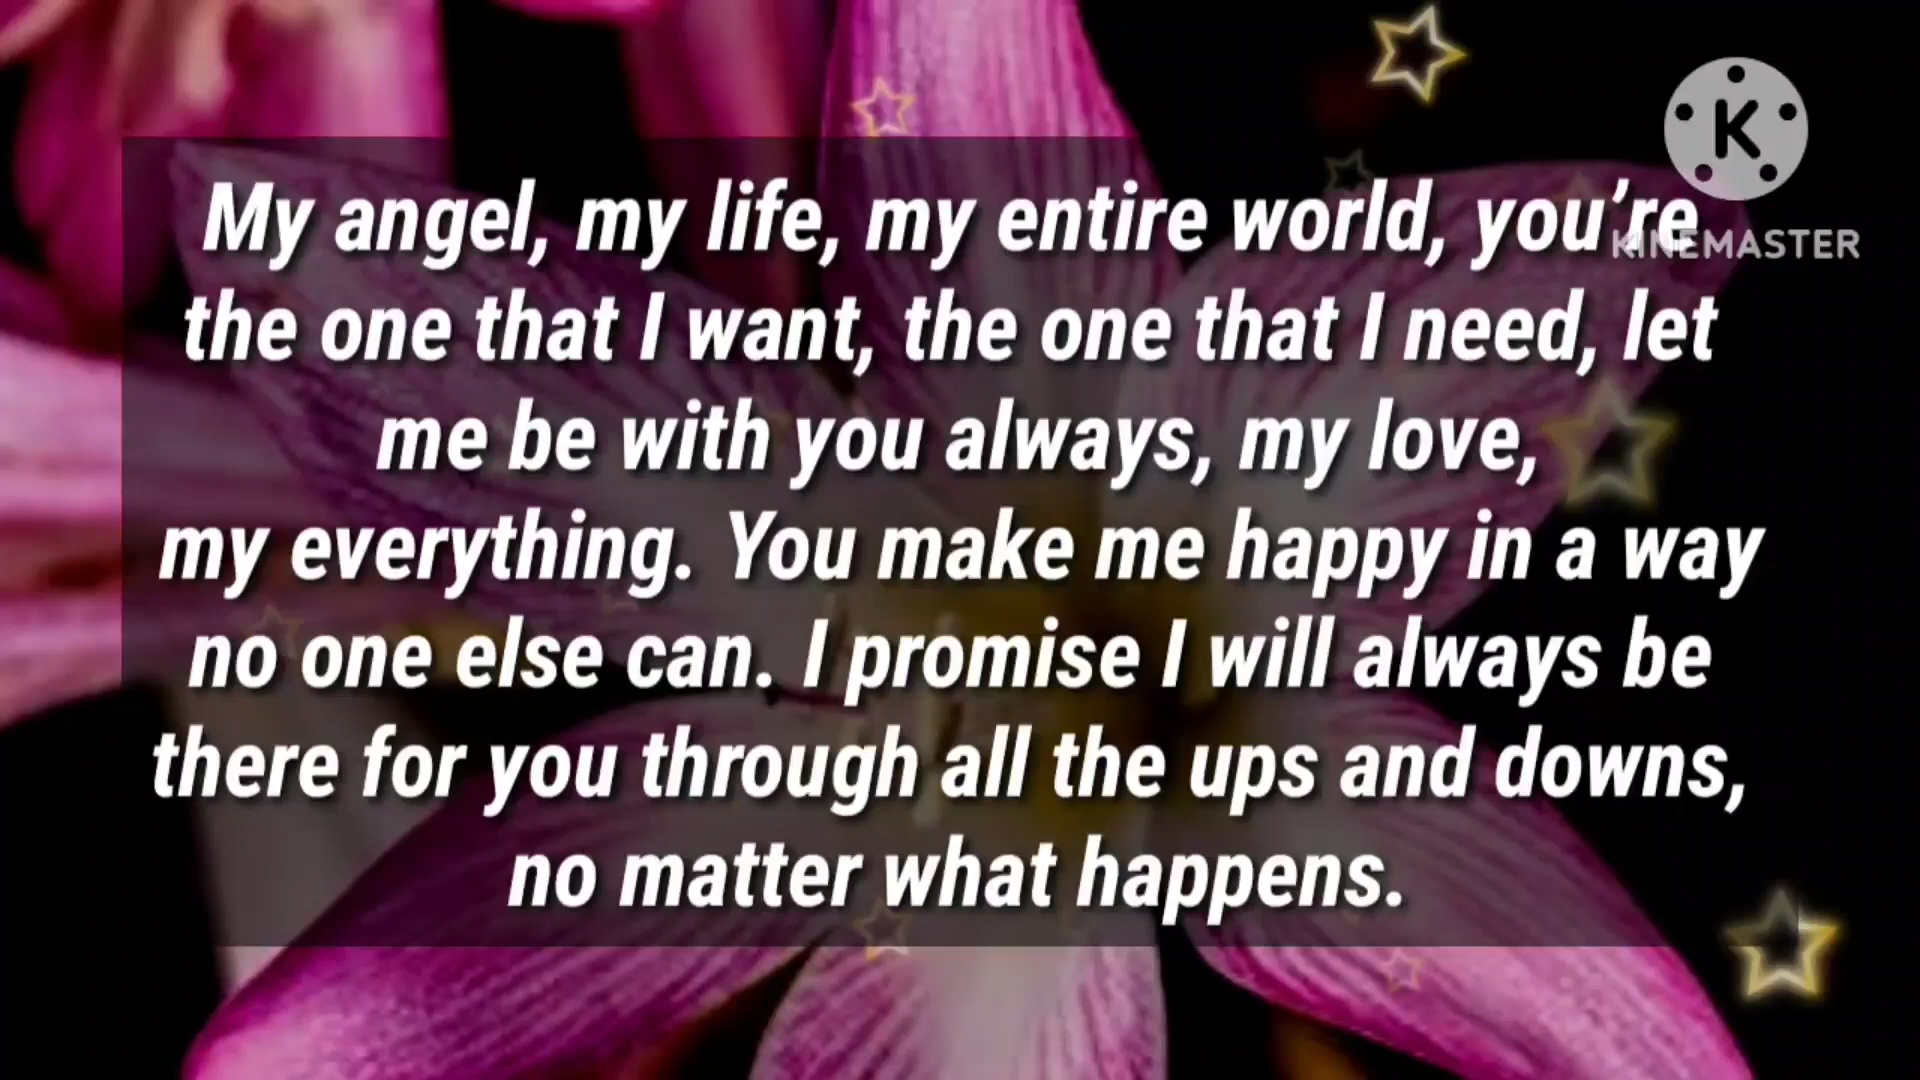 My angel, my life, my entire world, you’re
the one that I want, the one that I need, let
me be with you always, my love,
my everything. You make me happy in a way
no one else can. I promise I will always be
there for you through all the ups and downs,
no matter what happens.
K
KINEMASTER